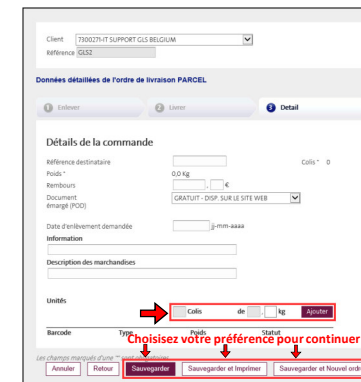 Client 7300271-IT SUPPORT GLS BELGIUM
Référence GLS2
Données détaillées de l'ordre de livraison PARCEL
1 Enlever 2 Livrer 3 Detail
Détails de la commande
Référence destinataire Colis * 0
Poids * 0,0 Kg
Rembours , €
Document GRATUIT - DISP. SUR LE SITE WEB
émargé (POD)
Date d'enlèvement demandée jj-mm-aaaa
Information
Description des marchandises
Unités
Colis de , kg Ajouter
Barcode Type Poids Statut
Choisisez votre préférence pour continuer
Les champs marqués d'une "*" sont obligatoires
Annuler Retour Sauvegarder Sauvegarder et Imprimer Sauvegarder et Nouvel ordre